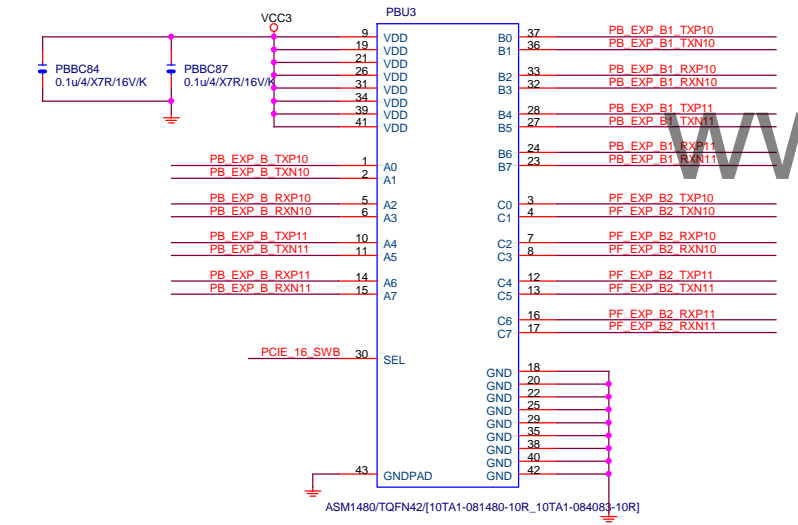 PBU3
VCC3
PBBC84
0.1u/4/X7R/16V/K
PBBC87
0.1u/4/X7R/16V/K
9 VDD
19 VDD
21 VDD
26 VDD
31 VDD
34 VDD
39 VDD
41 VDD
PB_EXP_B_TXP10 1 A0
PB_EXP_B_TXN10 2 A1
PB_EXP_B_RXP10 5 A2
PB_EXP_B_RXN10 6 A3
PB_EXP_B_TXP11 10 A4
PB_EXP_B_TXN11 11 A5
PB_EXP_B_RXP11 14 A6
PB_EXP_B_RXN11 15 A7
PCIE_16_SWB 30 SEL
43 GNDPAD
B0 37 PB_EXP_B1_TXP10
B1 36 PB_EXP_B1_TXN10
B2 33 PB_EXP_B1_RXP10
B3 32 PB_EXP_B1_RXN10
B4 28 PB_EXP_B1_TXP11
B5 27 PB_EXP_B1_TXN11
B6 24 PB_EXP_B1_RXP11
B7 23 PB_EXP_B1_RXN11
C0 3 PF_EXP_B2_TXP10
C1 4 PF_EXP_B2_TXN10
C2 7 PF_EXP_B2_RXP10
C3 8 PF_EXP_B2_RXN10
C4 12 PF_EXP_B2_TXP11
C5 13 PF_EXP_B2_TXN11
C6 16 PF_EXP_B2_RXP11
C7 17 PF_EXP_B2_RXN11
GND 18
GND 20
GND 22
GND 25
GND 29
GND 35
GND 38
GND 40
GND 42
ASM1480/TQFN42/[10TA1-081480-10R_10TA1-084083-10R]